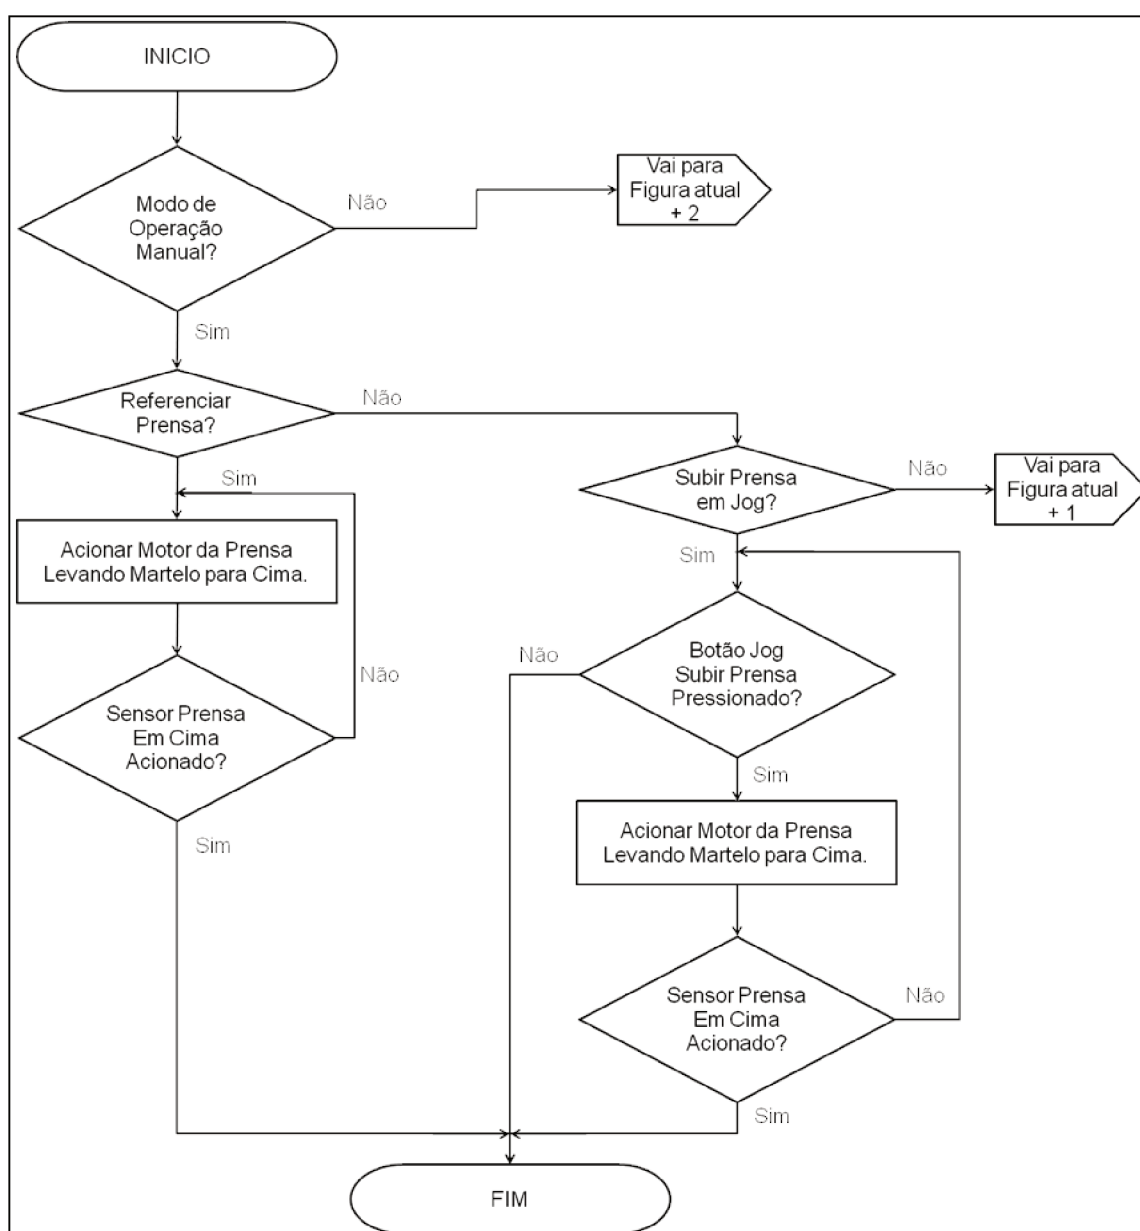 INICIO
Modo de
Operação
Manual?
Não
Vai para
Figura atual
+ 2
Sim
Referenciar
Prensa?
Não
Sim
Subir Prensa
em Jog?
Não
Vai para
Figura atual
+ 1
Acionar Motor da Prensa
Levando Martelo para Cima.
Sim
Não
Sensor Prensa
Em Cima
Acionado?
Não
Botão Jog
Subir Prensa
Pressionado?
Sim
Sim
Acionar Motor da Prensa
Levando Martelo para Cima.
Sensor Prensa
Em Cima
Acionado?
Não
Sim
FIM